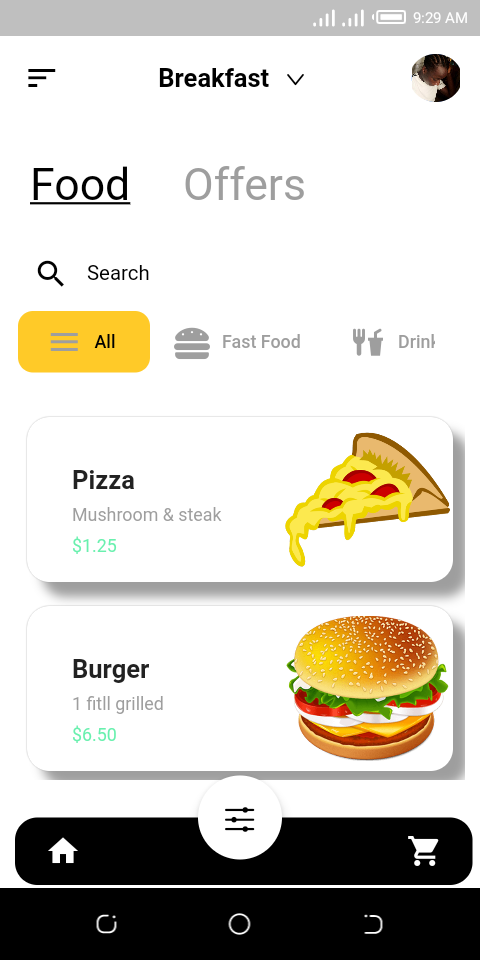 9:29 AM
Breakfast
Food Offers
Search
All Fast Food Drink
Pizza
Mushroom & steak
$1.25
Burger
1 fitll grilled
$6.50